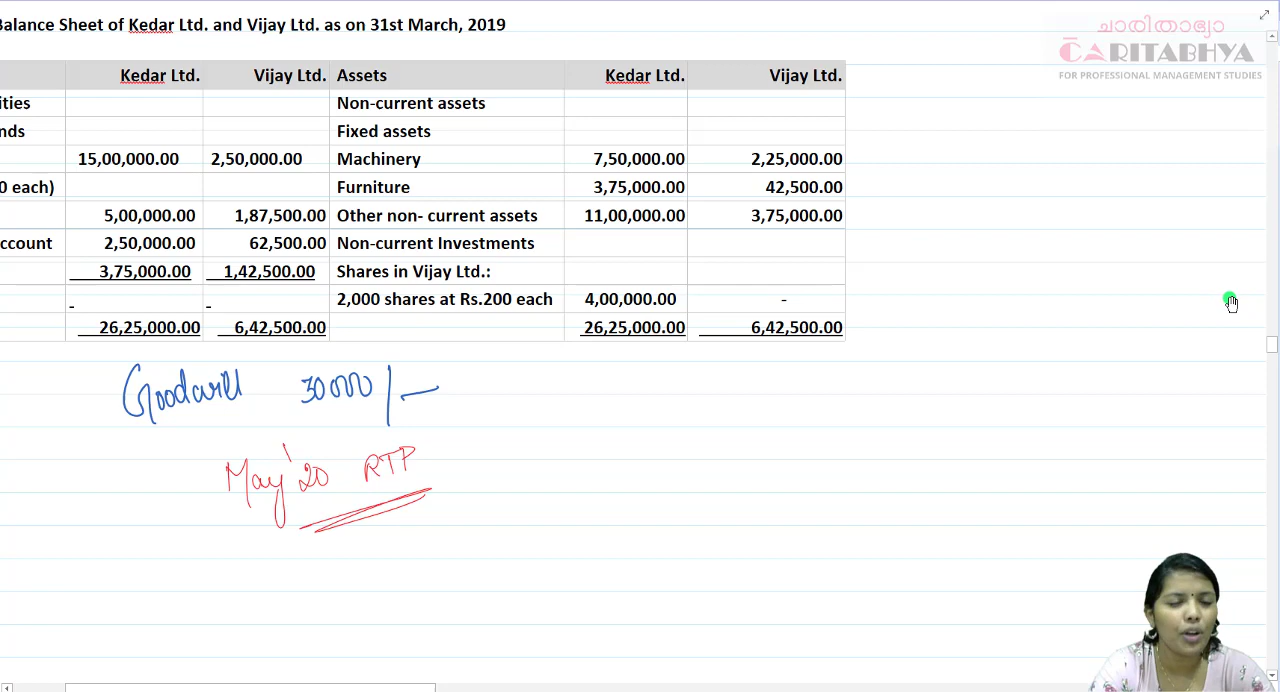 Balance Sheet of Kedar Ltd. and Vijay Ltd. as on 31st March, 2019
ചാരിതാഭ്യാ
CARITABHYA
FOR PROFESSIONAL MANAGEMENT STUDIES
Kedar Ltd. Vijay Ltd. Assets Kedar Ltd. Vijay Ltd.
ities Non-current assets
nds Fixed assets
15,00,000.00 2,50,000.00 Machinery 7,50,000.00 2,25,000.00
0 each) Furniture 3,75,000.00 42,500.00
5,00,000.00 1,87,500.00 Other non- current assets 11,00,000.00 3,75,000.00
ccount 2,50,000.00 62,500.00 Non-current Investments
3,75,000.00 1,42,500.00 Shares in Vijay Ltd.:
- - 2,000 shares at Rs.200 each 4,00,000.00 -
26,25,000.00 6,42,500.00 26,25,000.00 6,42,500.00
Goodwill 30000/-
May'20 RTP